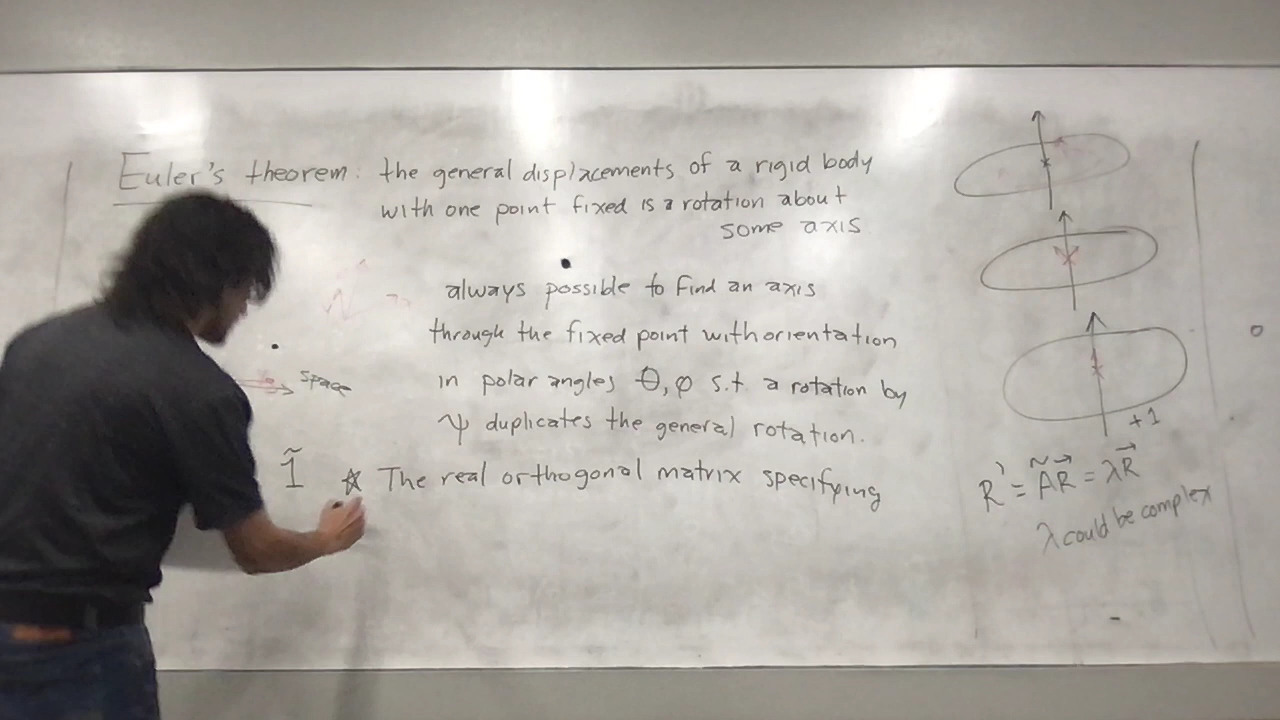 Euler's theorem: the general displacements of a rigid body
with one point fixed is a rotation about
some axis
always possible to find an axis
through the fixed point with orientation
in polar angles θ, φ s.t a rotation by
ψ duplicates the general rotation.
space
1̃ ☆ The real orthogonal matrix specifying
+1
R' = ÃR⃗ = λR⃗
λ could be complex